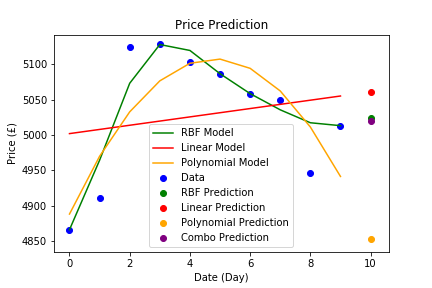 Price Prediction
Price (£)
5100
5050
5000
4950
4900
4850
RBF Model
Linear Model
Polynomial Model
Data
RBF Prediction
Linear Prediction
Polynomial Prediction
Combo Prediction
0 2 4 6 8 10
Date (Day)